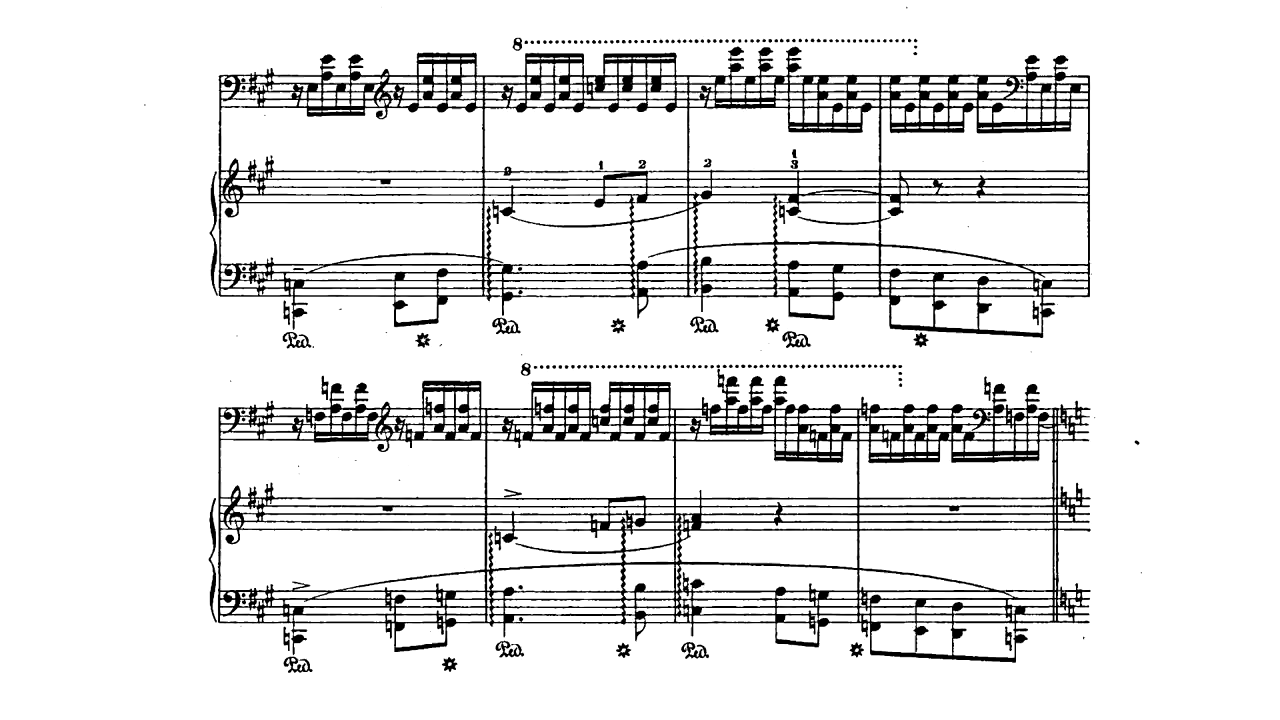 8
2 1 2 2 1
3
Ped. Ped. Ped. Ped.
8
Ped. Ped. Ped.